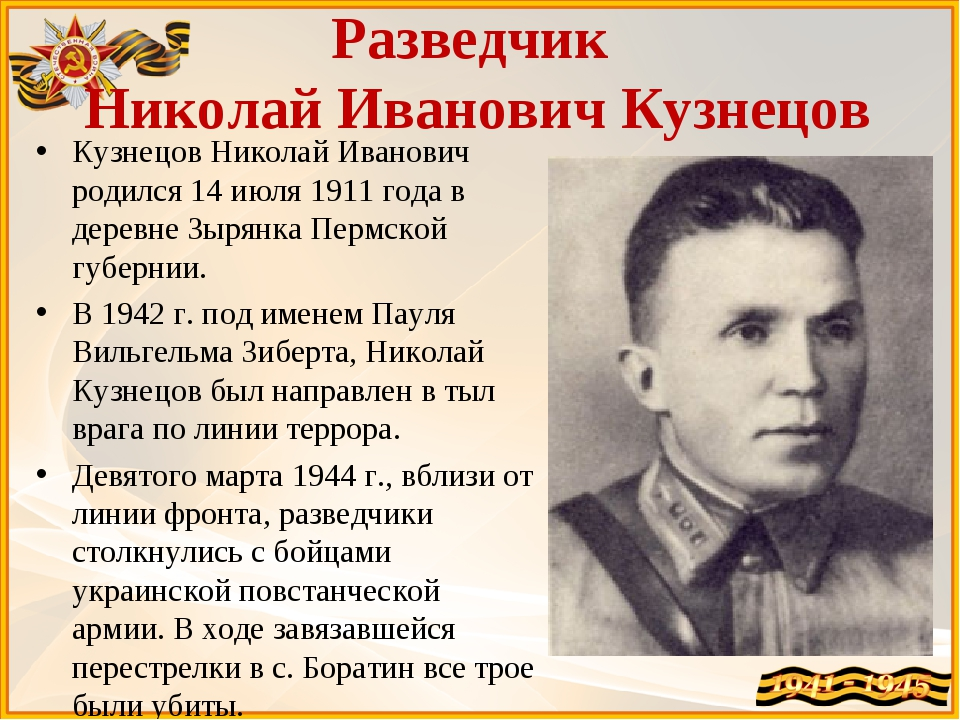 Разведчик
Николай Иванович Кузнецов
• Кузнецов Николай Иванович
родился 14 июля 1911 года в
деревне Зырянка Пермской
губернии.
• В 1942 г. под именем Пауля
Вильгельма Зиберта, Николай
Кузнецов был направлен в тыл
врага по линии террора.
• Девятого марта 1944 г., вблизи от
линии фронта, разведчики
столкнулись с бойцами
украинской повстанческой
армии. В ходе завязавшейся
перестрелки в с. Боратин все трое
были убиты.
1941 - 1945